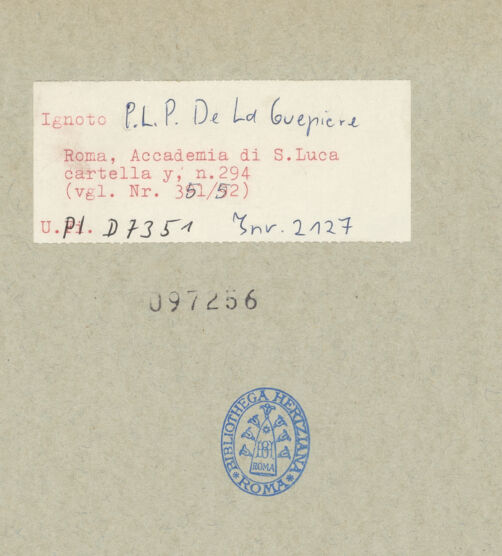 Ignoto P.L.P. De La Guepiere
Roma, Accademia di S.Luca
cartella y, n.294
(vgl. Nr. 351/52)
Pl. D 7351 Inv. 2127
097256
BIBLIOTHECA HERTZIANA
BH
ROMA
* ROMA *